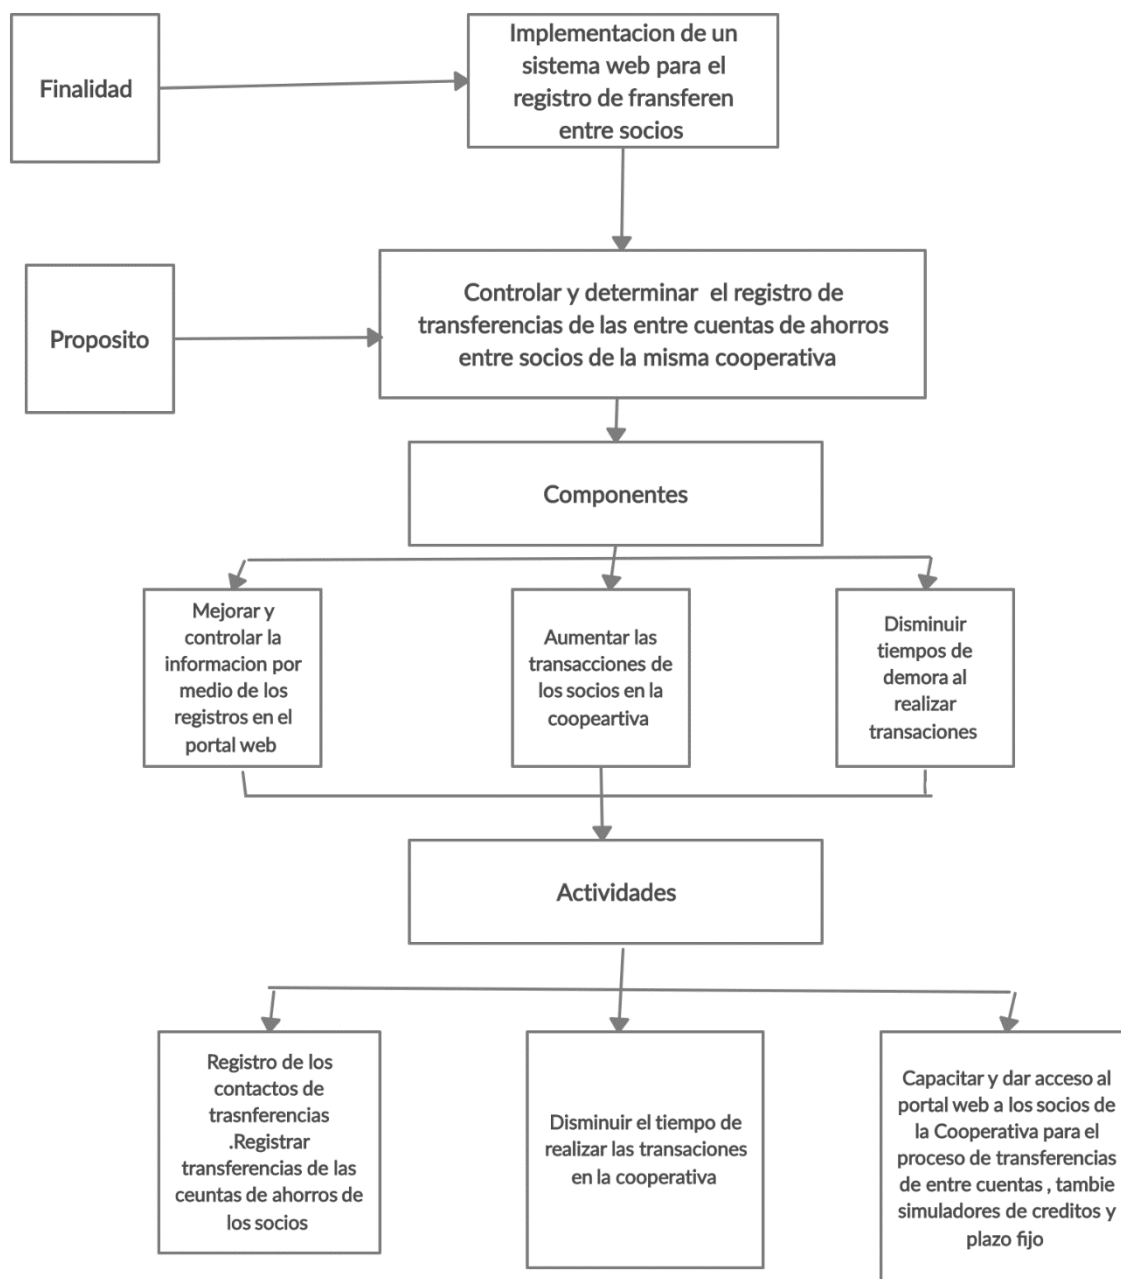 Finalidad
Implementacion de un
sistema web para el
registro de fransferen
entre socios
Proposito
Controlar y determinar el registro de
transferencias de las entre cuentas de ahorros
entre socios de la misma cooperativa
Componentes
Mejorar y
controlar la
informacion por
medio de los
registros en el
portal web
Aumentar las
transacciones de
los socios en la
coopeartiva
Disminuir
tiempos de
demora al
realizar
transaciones
Actividades
Registro de los
contactos de
trasnferencias
.Registrar
transferencias de las
ceuntas de ahorros de
los socios
Disminuir el tiempo de
realizar las transaciones
en la cooperativa
Capacitar y dar acceso al
portal web a los socios de
la Cooperativa para el
proceso de transferencias
de entre cuentas , tambie
simuladores de creditos y
plazo fijo